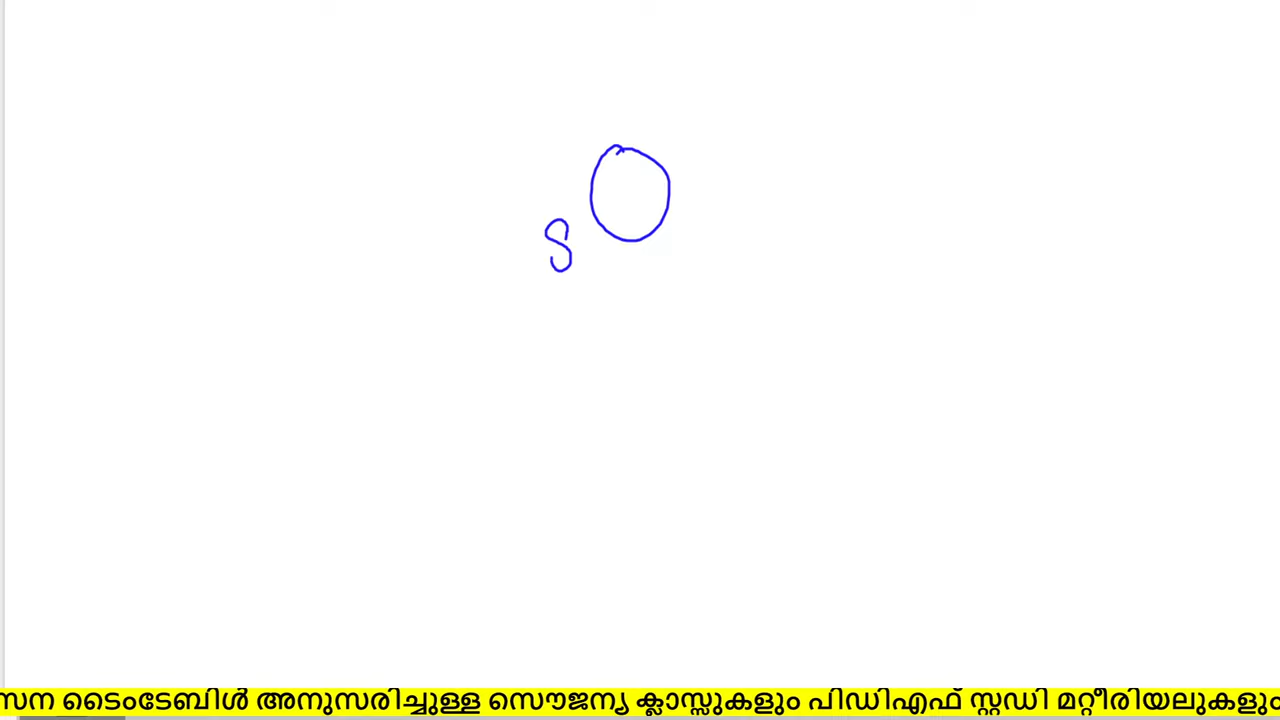 S
സന ടൈംടേബിൾ അനുസരിച്ചുള്ള സൌജന്യ ക്ലാസ്സുകളും പിഡിഎഫ് സ്റ്റഡി മറ്റീരിയലുകളും